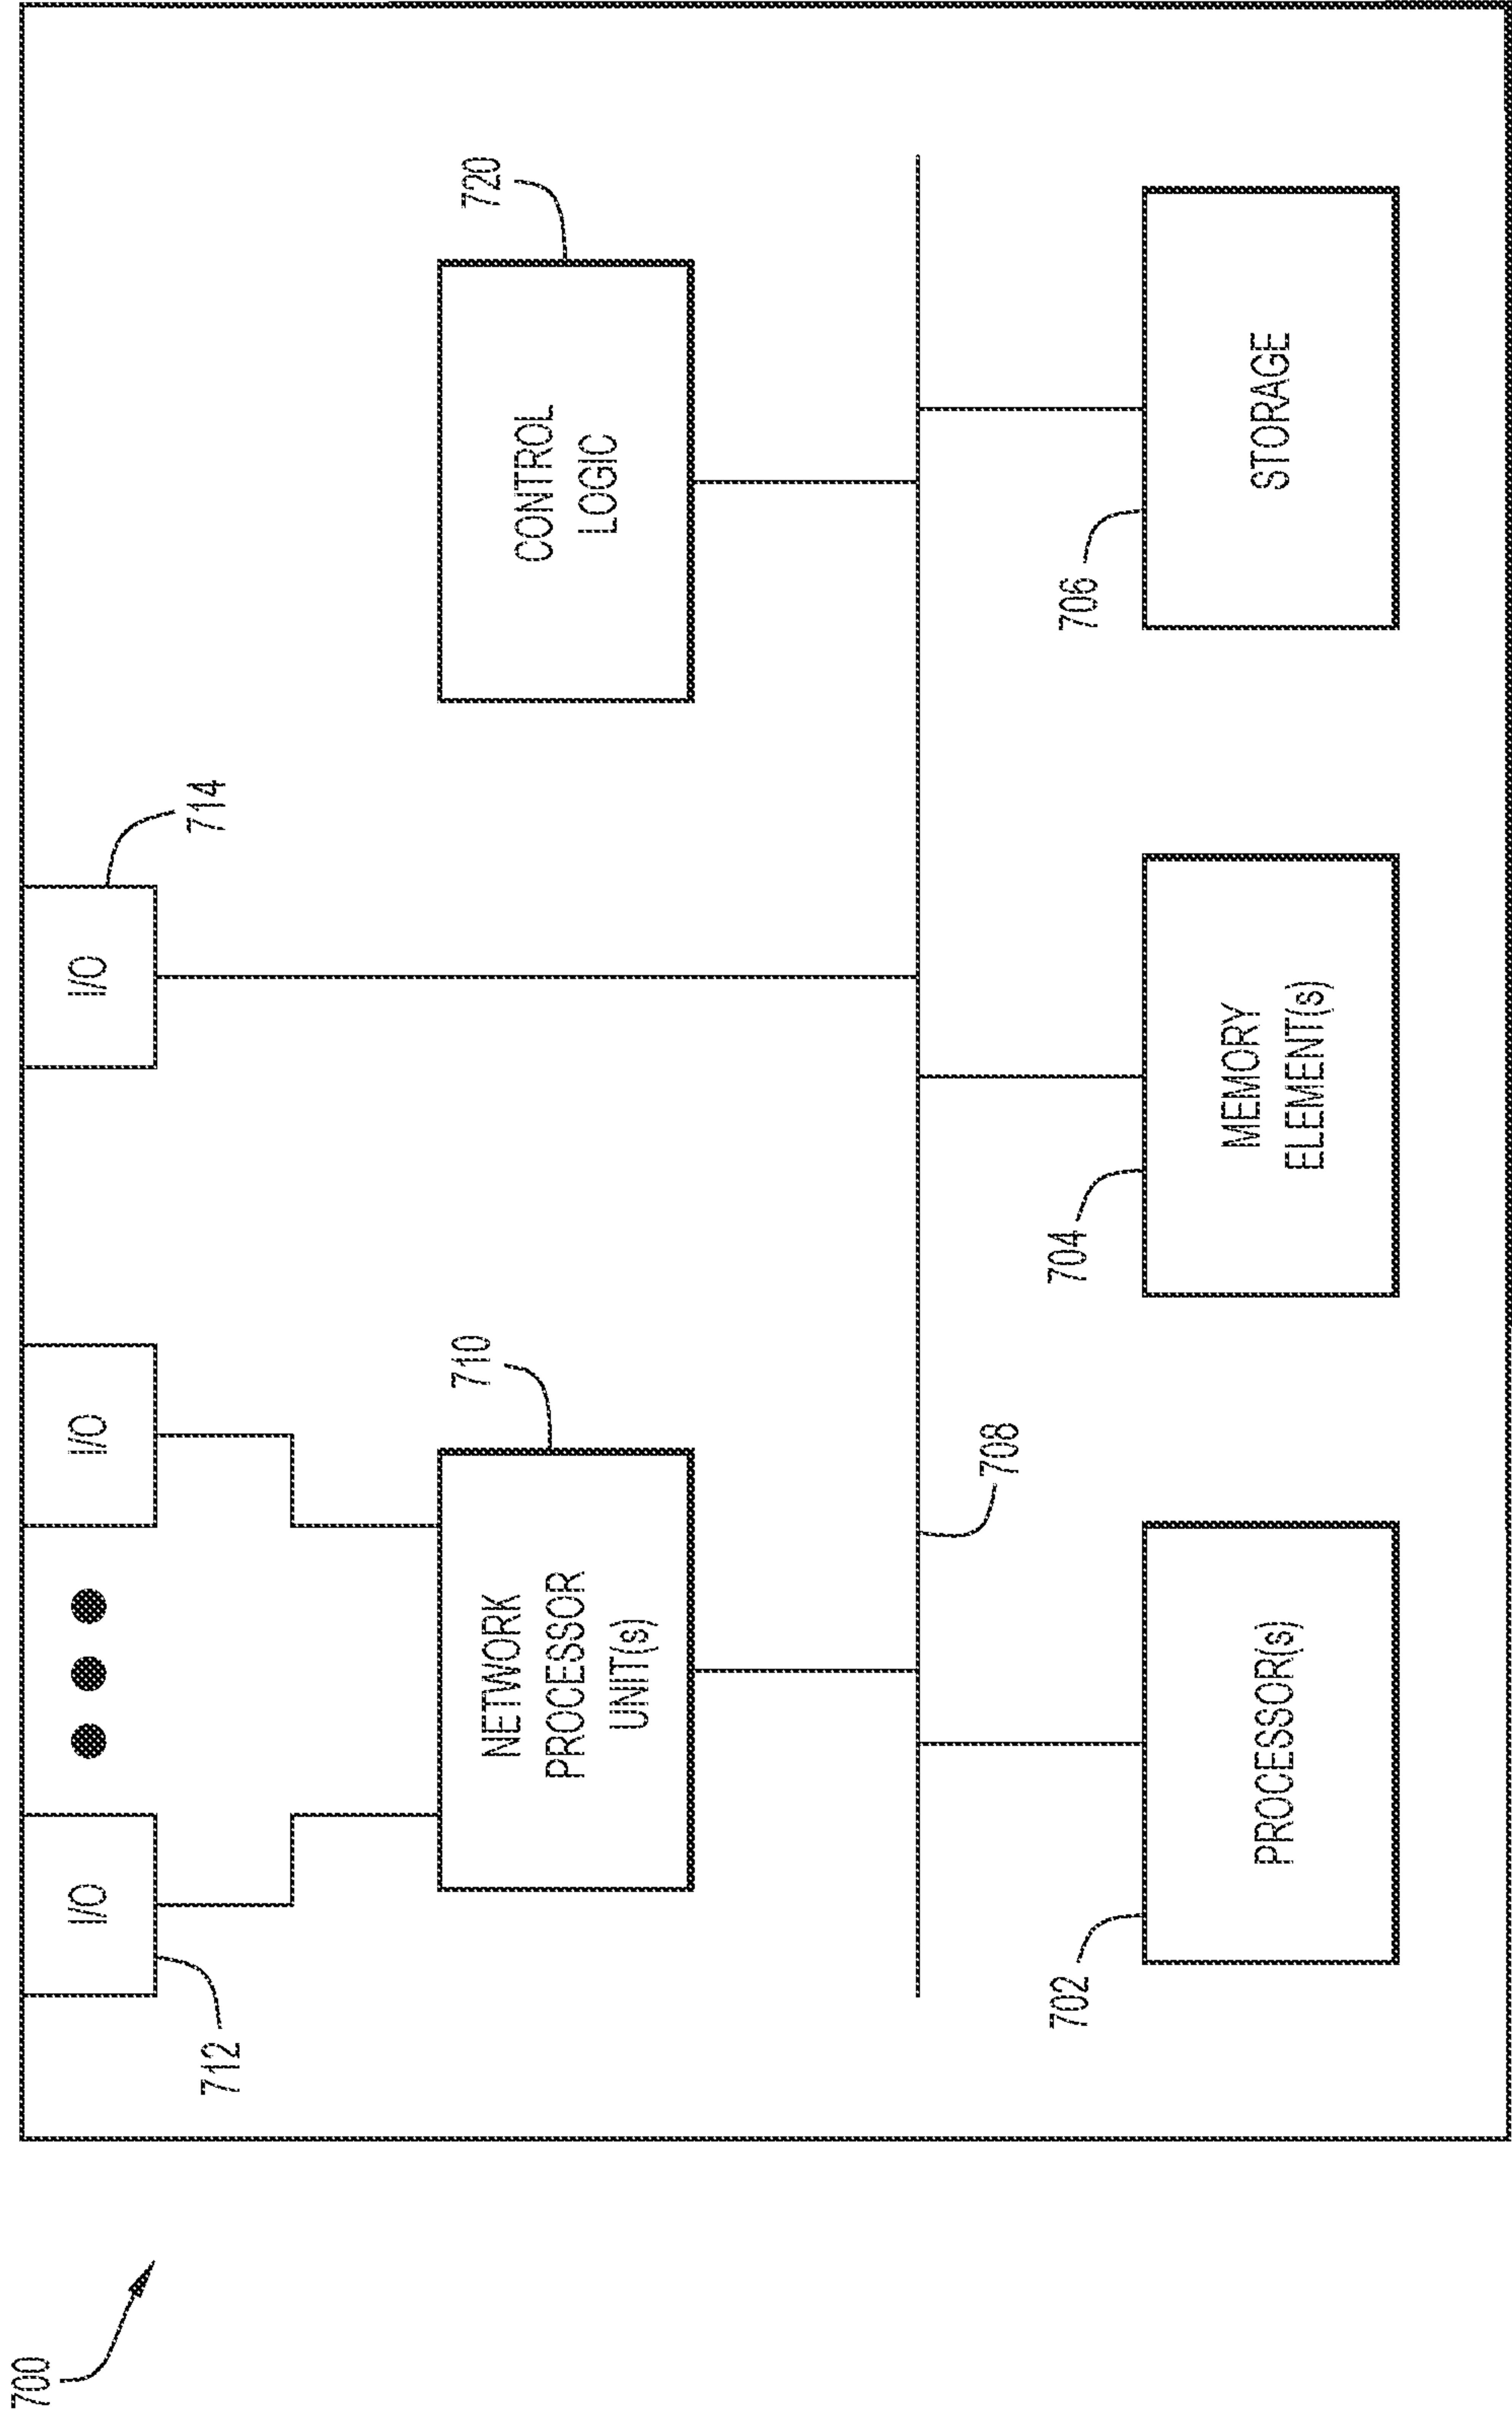 700
712
I/O
I/O
I/O
714
NETWORK
PROCESSOR
UNIT(s)
710
CONTROL
LOGIC
720
708
702
PROCESSOR(s)
704
MEMORY
ELEMENT(s)
706
STORAGE